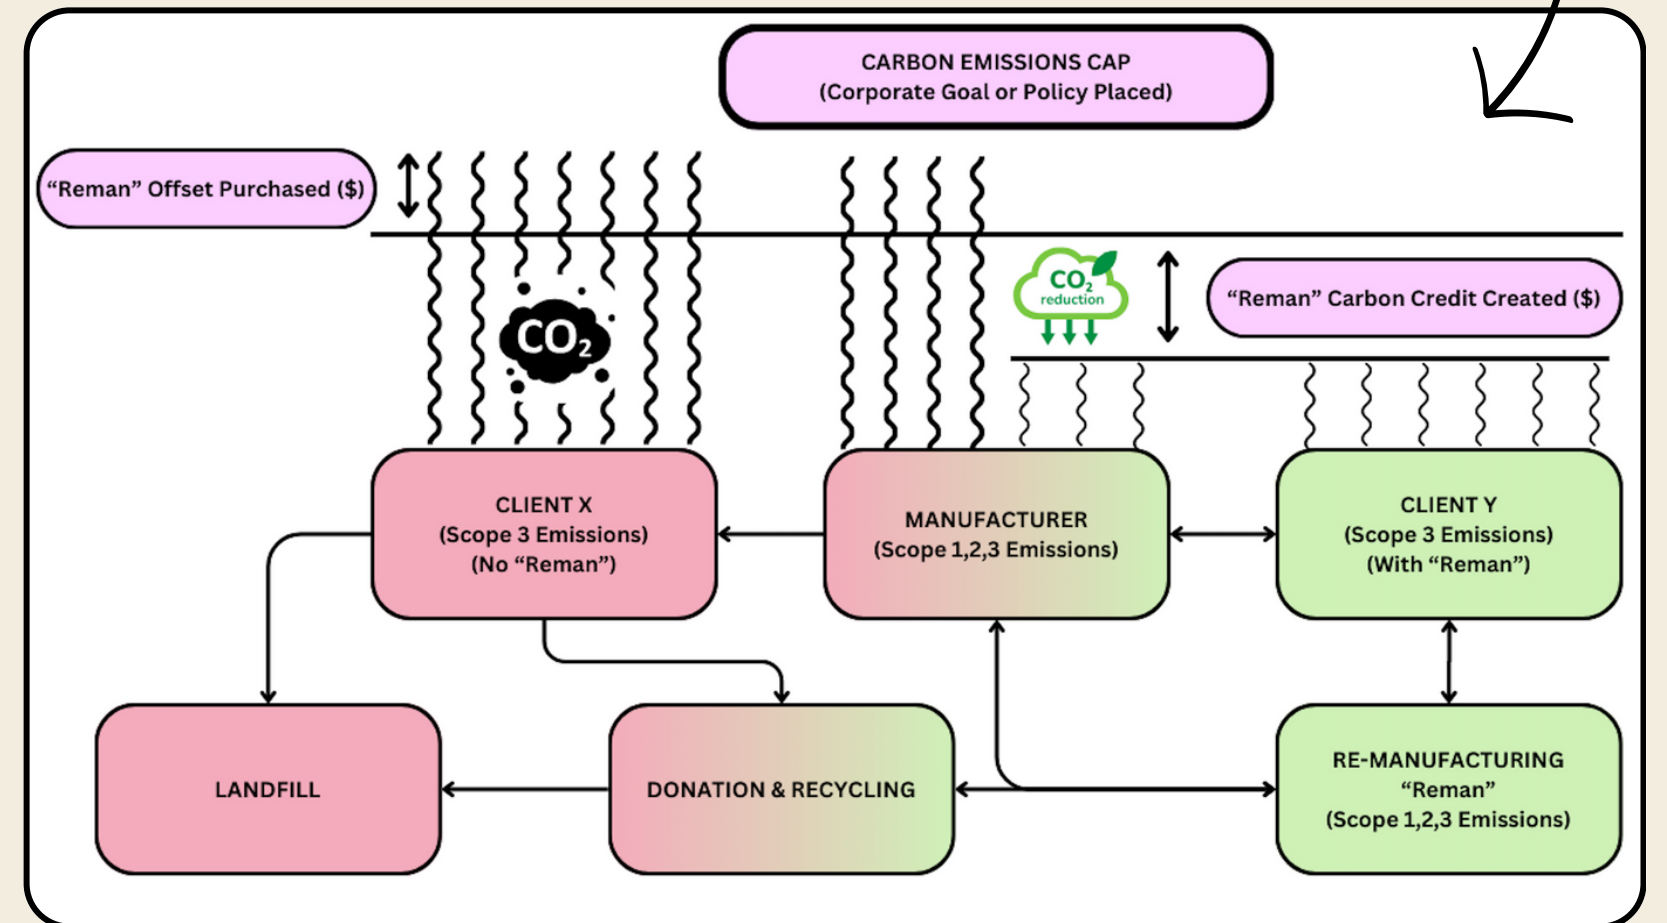 CARBON EMISSIONS CAP
(Corporate Goal or Policy Placed)
“Reman” Offset Purchased ($)
CO2
reduction
“Reman” Carbon Credit Created ($)
CO2
CLIENT X
(Scope 3 Emissions)
(No “Reman”)
MANUFACTURER
(Scope 1,2,3 Emissions)
CLIENT Y
(Scope 3 Emissions)
(With “Reman”)
LANDFILL
DONATION & RECYCLING
RE-MANUFACTURING
“Reman”
(Scope 1,2,3 Emissions)